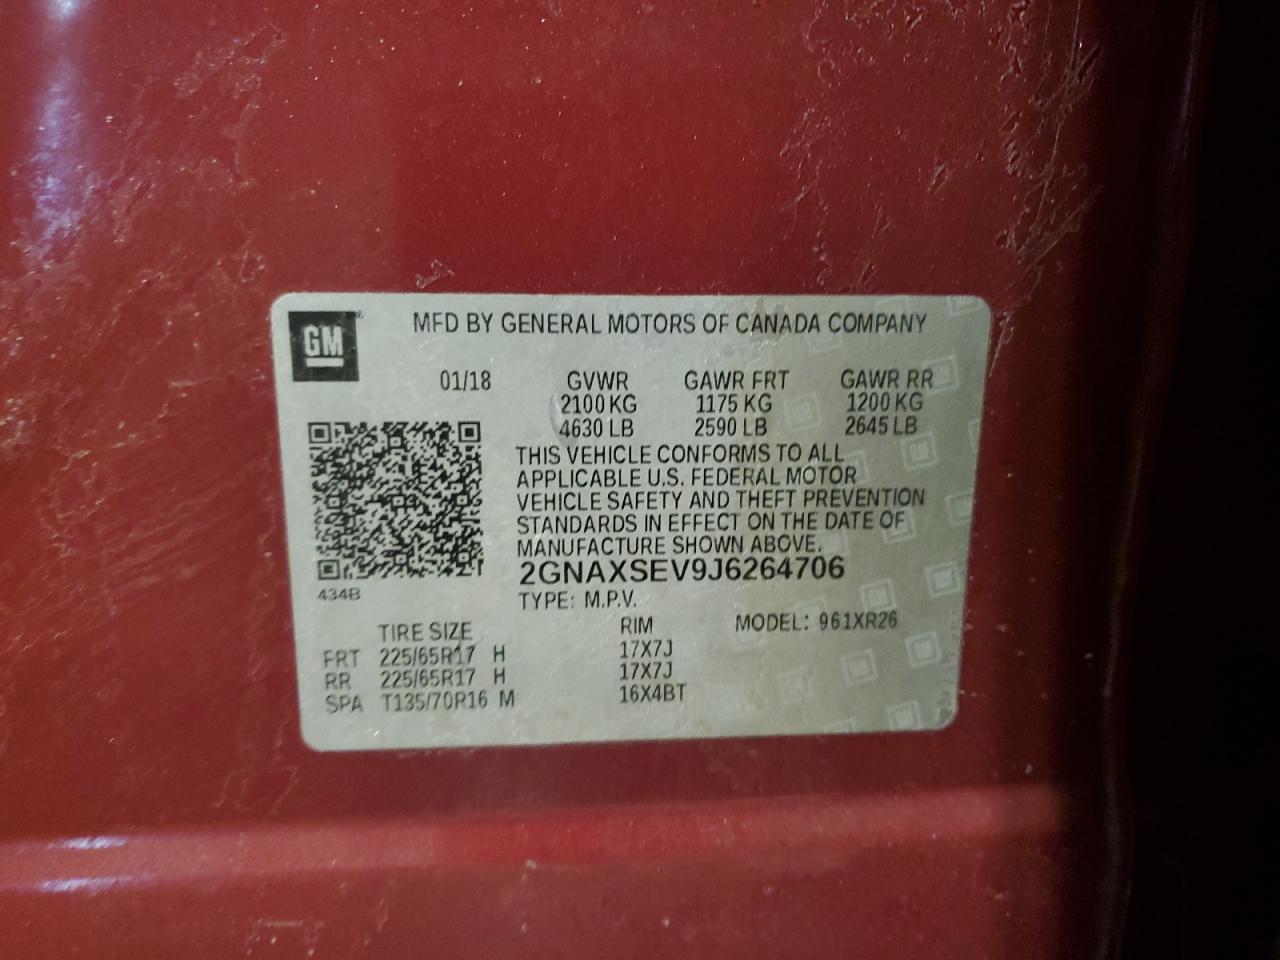 GM
MFD BY GENERAL MOTORS OF CANADA COMPANY
01/18 GVWR GAWR FRT GAWR RR
2100 KG 1175 KG 1200 KG
4630 LB 2590 LB 2645 LB
THIS VEHICLE CONFORMS TO ALL
APPLICABLE U.S. FEDERAL MOTOR
VEHICLE SAFETY AND THEFT PREVENTION
STANDARDS IN EFFECT ON THE DATE OF
MANUFACTURE SHOWN ABOVE.
2GNAXSEV9J6264706
434B
TYPE: M.P.V.
TIRE SIZE RIM MODEL: 961XR26
FRT 225/65R17 H 17X7J
RR 225/65R17 H 17X7J
SPA T135/70R16 M 16X4BT